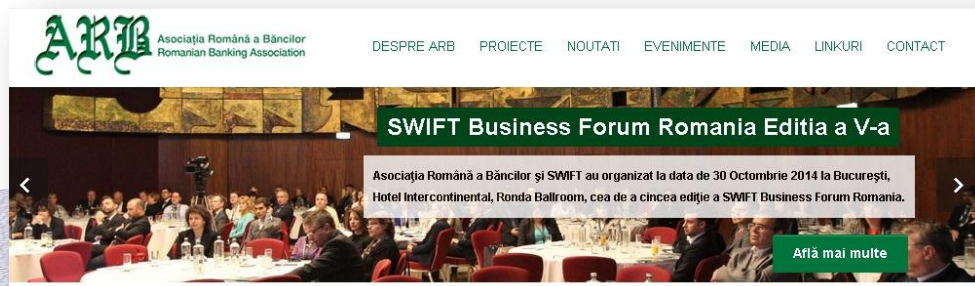 ARB
Asociația Română a Băncilor
Romanian Banking Association
DESPRE ARB PROIECTE NOUTATI EVENIMENTE MEDIA LINKURI CONTACT
SWIFT Business Forum Romania Editia a V-a
Asociația Română a Băncilor și SWIFT au organizat la data de 30 Octombrie 2014 la București,
Hotel Intercontinental, Ronda Ballroom, cea de a cincea ediție a SWIFT Business Forum Romania.
Află mai multe